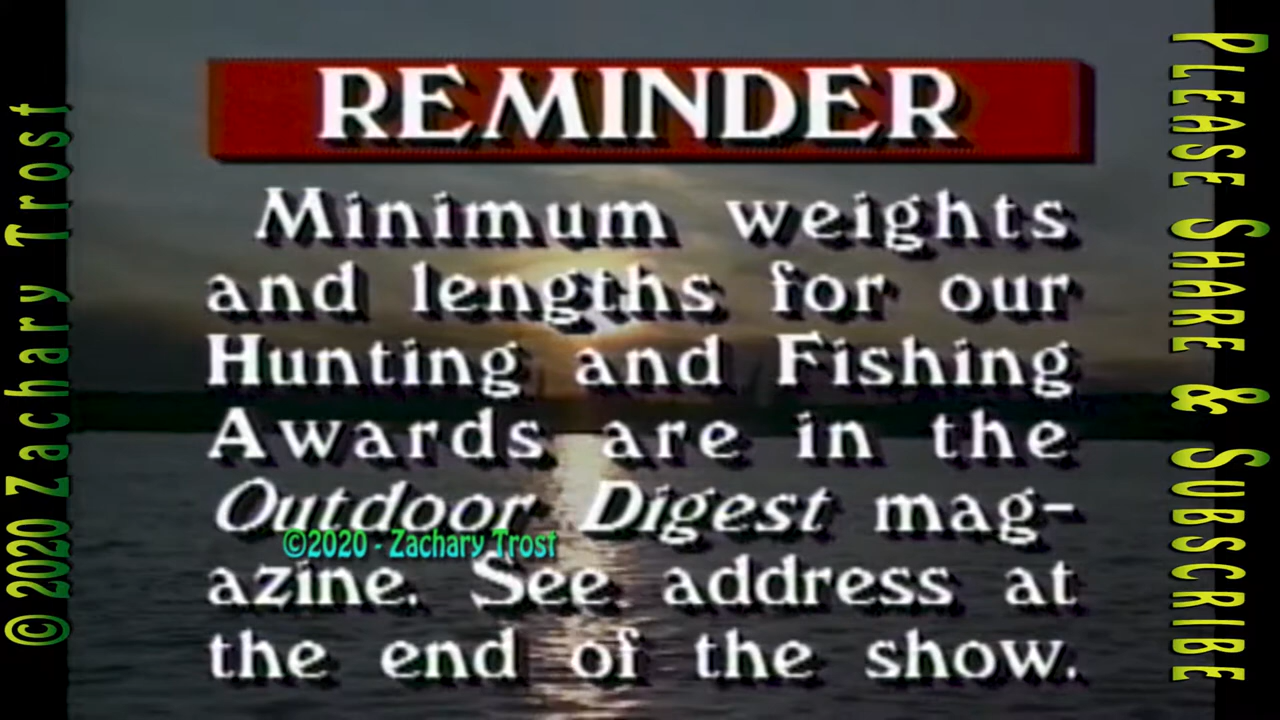 REMINDER
Minimum weights
and lengths for our
Hunting and Fishing
Awards are in the
Outdoor Digest mag-
azine. See address at
the end of the show.
©2020 - Zachary Trost
© 2020 Zachary Trost
PLEASE SHARE & SUBSCRIBE